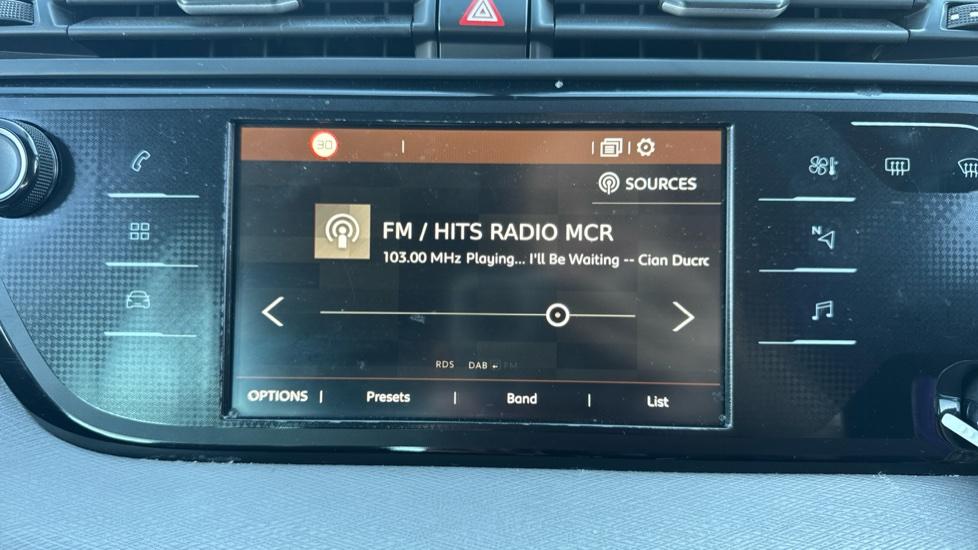 30
SOURCES
FM / HITS RADIO MCR
103.00 MHz Playing... I'll Be Waiting -- Cian Ducrc
RDS DAB FM
OPTIONS | Presets | Band | List
N